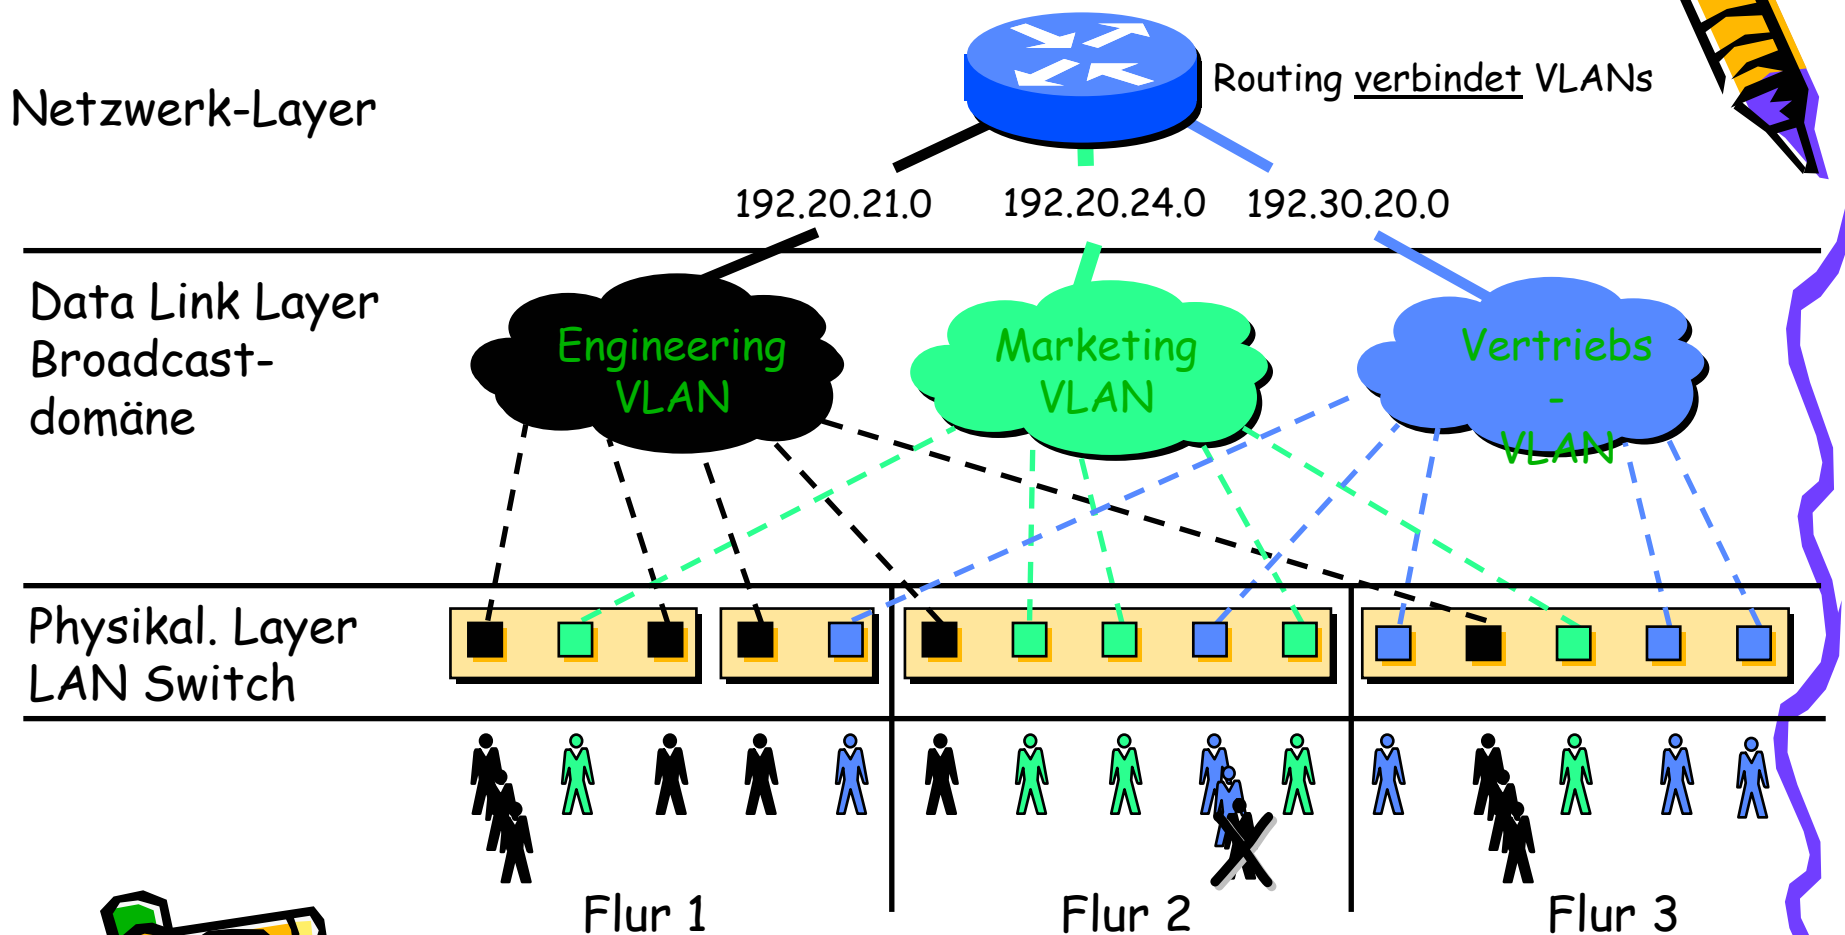 Routing verbindet VLANs
Netzwerk-Layer
192.20.21.0
192.20.24.0
192.30.20.0
Data Link Layer
Broadcast-
domäne
Engineering
VLAN
Marketing
VLAN
Vertriebs
-
VLAN
Physikal. Layer
LAN Switch
Flur 1
Flur 2
Flur 3